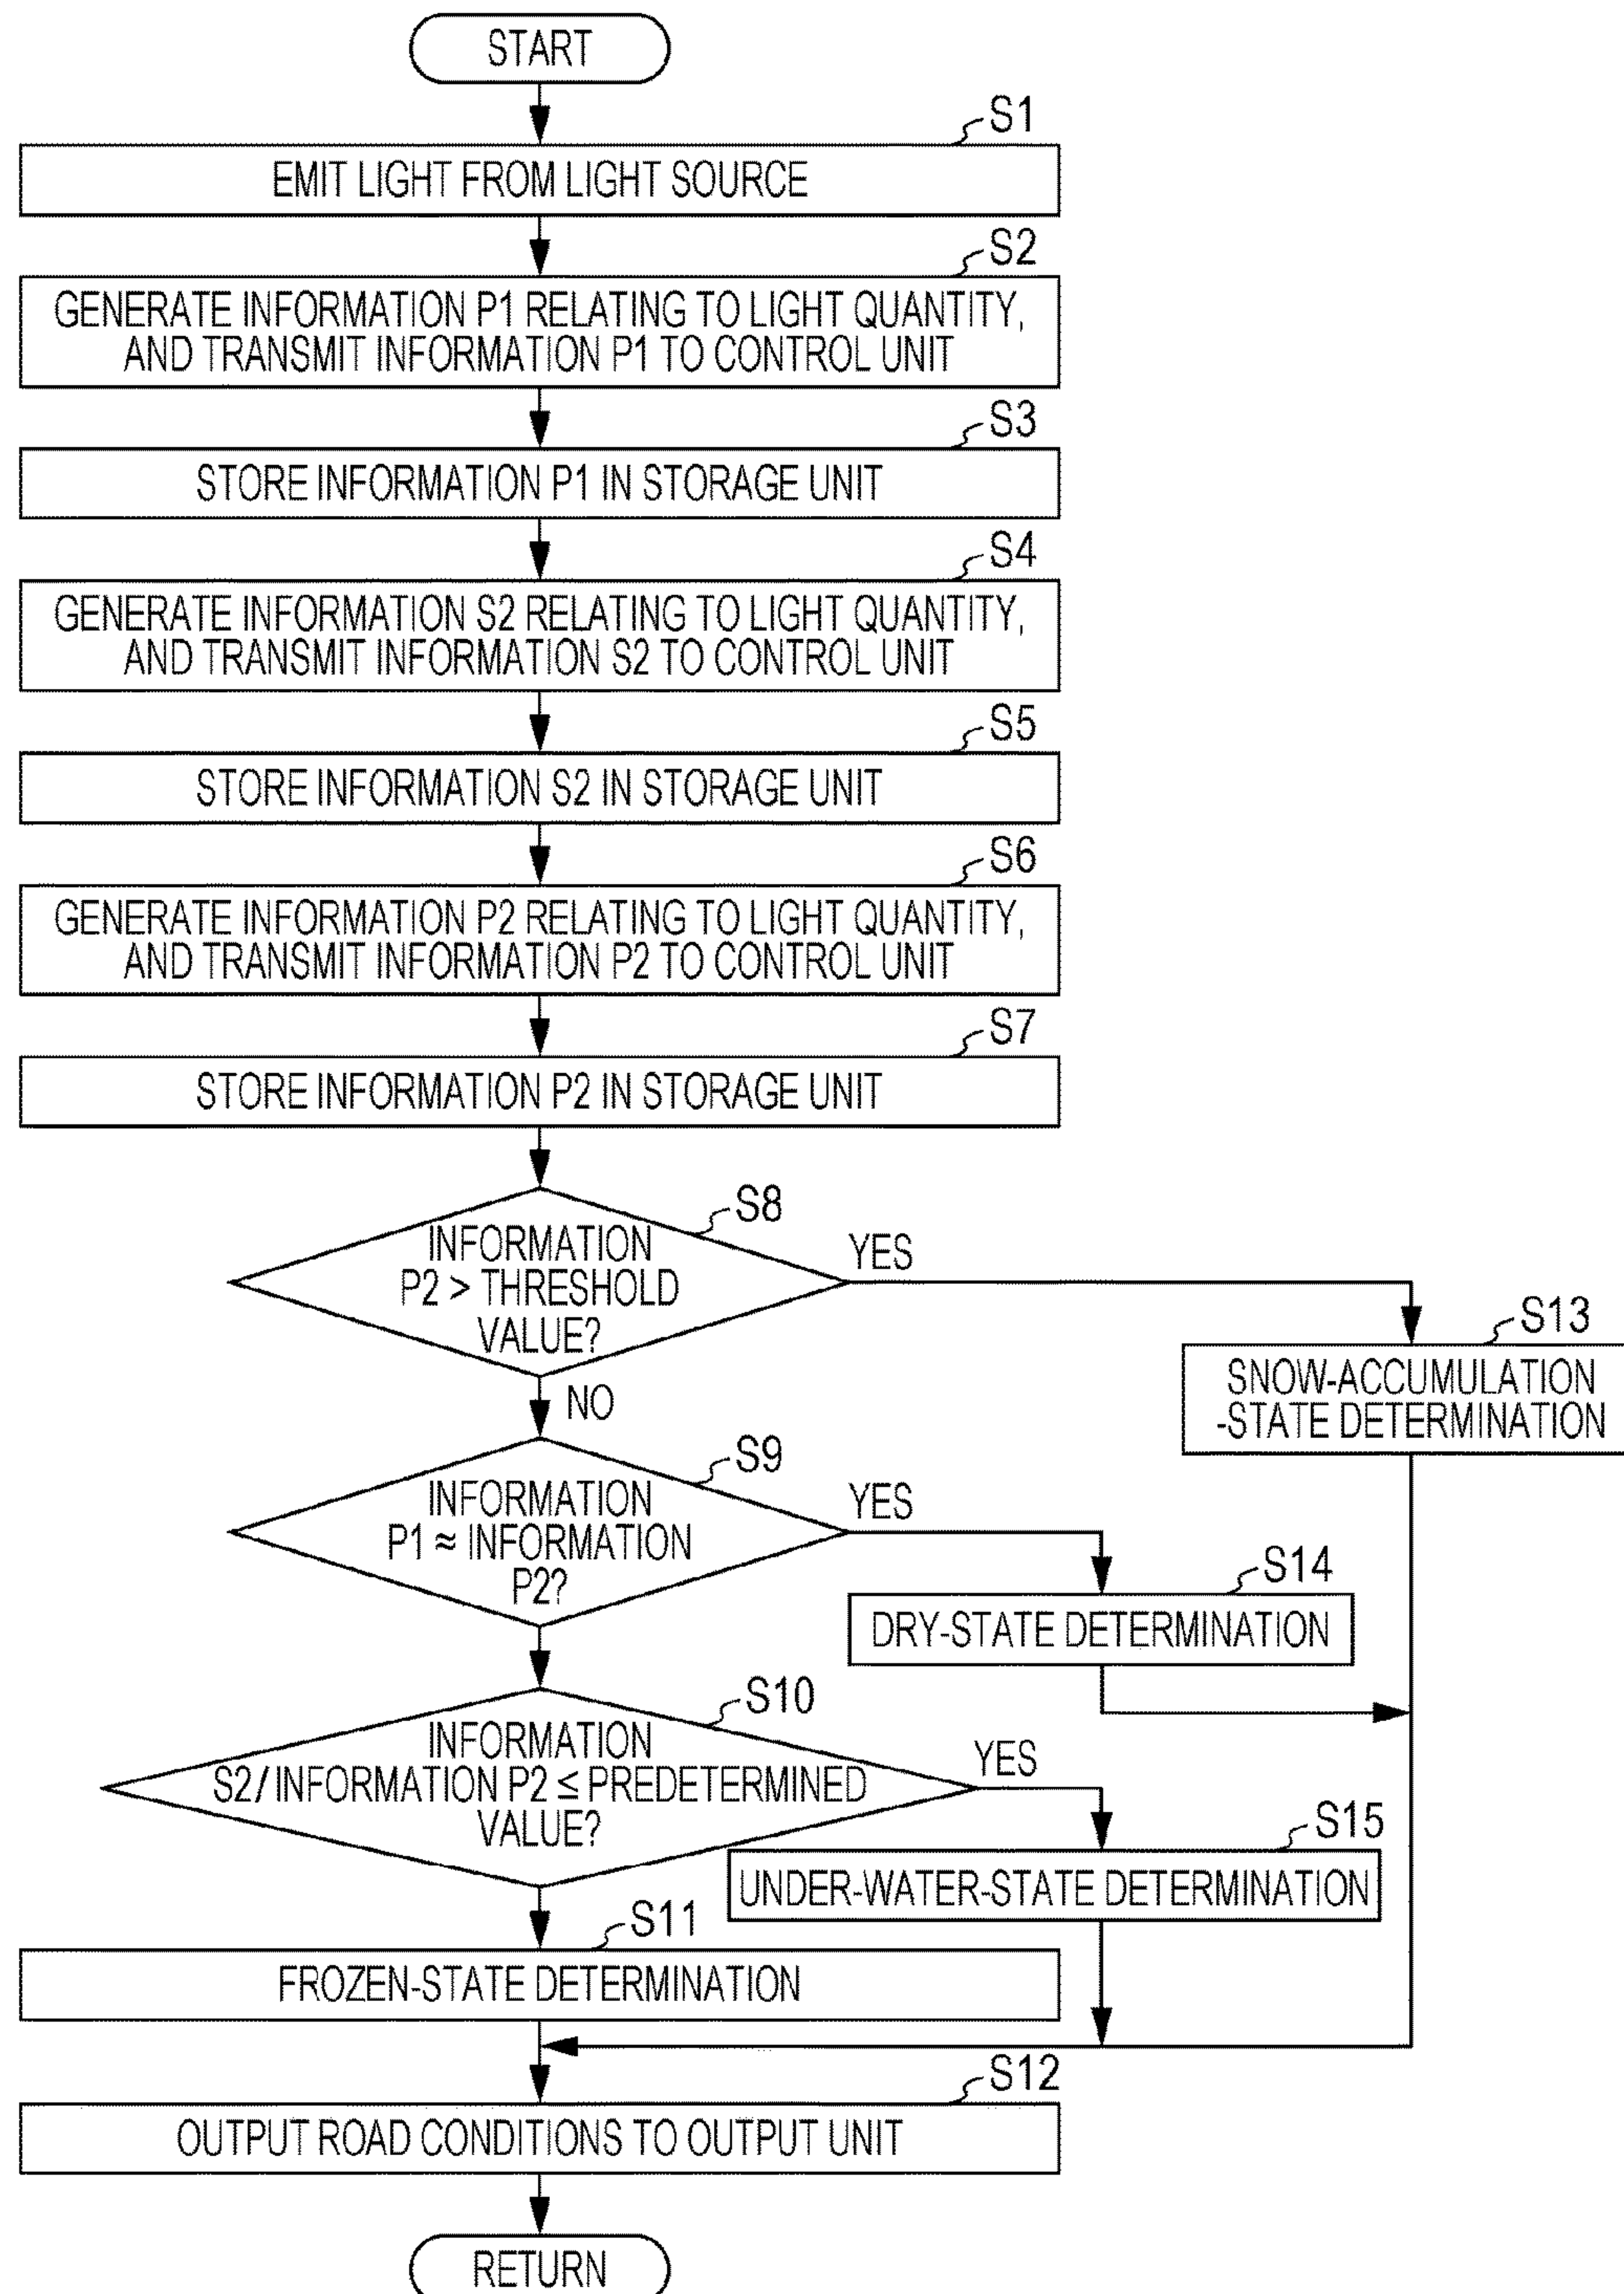 START
S1
EMIT LIGHT FROM LIGHT SOURCE
S2
GENERATE INFORMATION P1 RELATING TO LIGHT QUANTITY,
AND TRANSMIT INFORMATION P1 TO CONTROL UNIT
S3
STORE INFORMATION P1 IN STORAGE UNIT
S4
GENERATE INFORMATION S2 RELATING TO LIGHT QUANTITY,
AND TRANSMIT INFORMATION S2 TO CONTROL UNIT
S5
STORE INFORMATION S2 IN STORAGE UNIT
S6
GENERATE INFORMATION P2 RELATING TO LIGHT QUANTITY,
AND TRANSMIT INFORMATION P2 TO CONTROL UNIT
S7
STORE INFORMATION P2 IN STORAGE UNIT
S8
INFORMATION
P2 > THRESHOLD
VALUE?
YES
NO
S13
SNOW-ACCUMULATION
-STATE DETERMINATION
S9
INFORMATION
P1 ≈ INFORMATION
P2?
YES
S14
DRY-STATE DETERMINATION
S10
INFORMATION
S2 / INFORMATION P2 ≤ PREDETERMINED
VALUE?
YES
S15
UNDER-WATER-STATE DETERMINATION
S11
FROZEN-STATE DETERMINATION
S12
OUTPUT ROAD CONDITIONS TO OUTPUT UNIT
RETURN